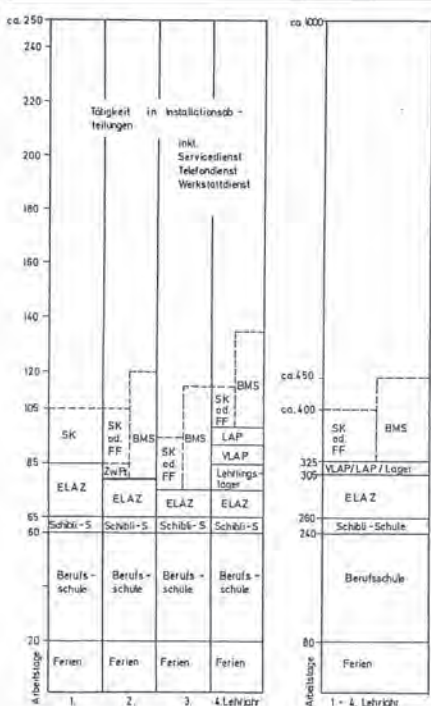 ca. 250
220
200
180
160
140
120
105
85
65
60
20
Arbeitstage
Tätigkeit in Installationsab-
teilungen
inkl.
Servicedienst
Telefondienst
Werkstattdienst
SK
ELAZ
Schibli-S
Berufs-
schule
Ferien
1.
SK
od.
FF
BMS
ZwPr
ELAZ
Schibli-S
Berufs-
schule
Ferien
2.
SK
od.
FF
BMS
ELAZ
Schibli-S
Berufs-
schule
Ferien
3.
SK
od.
FF
BMS
LAP
VLAP
Lehrlings-
lager
ELAZ
Schibli-S
Berufs-
schule
Ferien
4. Lehrjahr
ca. 1000
ca. 450
ca. 400
325
305
260
240
80
Arbeitstage
SK
od.
FF
BMS
VLAP/LAP/Lager
ELAZ
Schibli-Schule
Berufsschule
Ferien
1.- 4. Lehrjahr